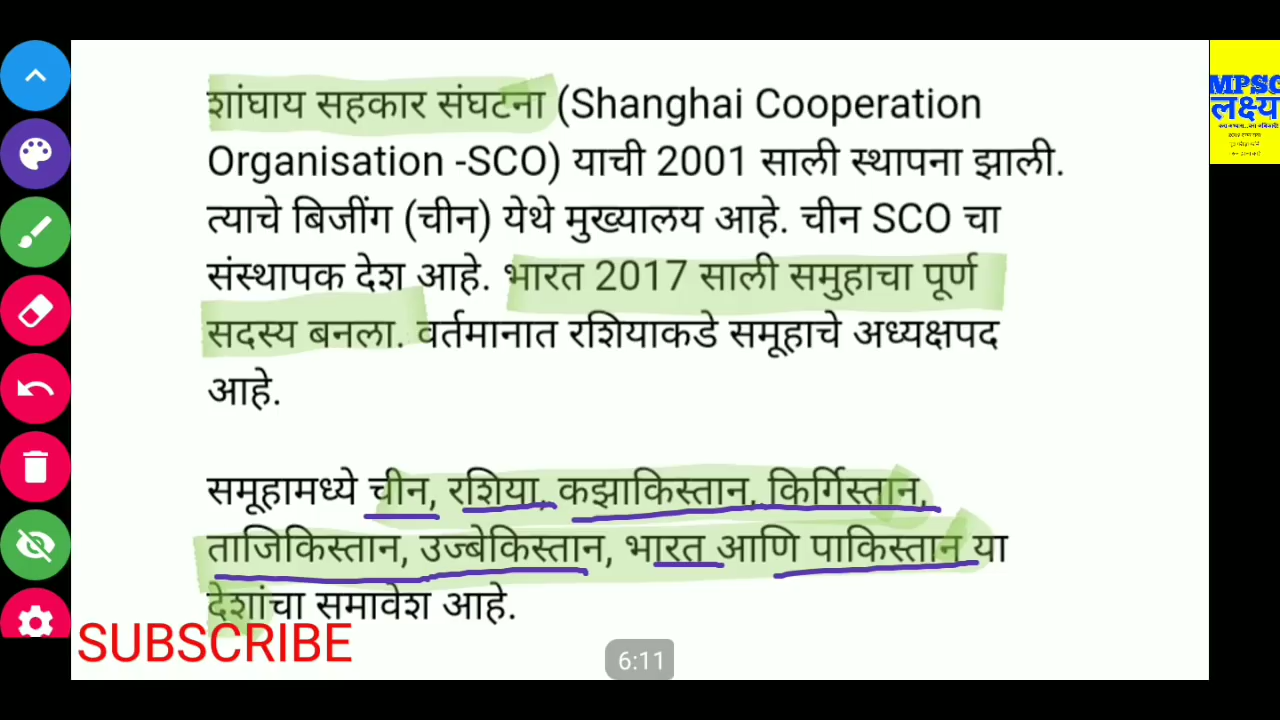 शांघाय सहकार संघटना (Shanghai Cooperation
Organisation -SCO) याची 2001 साली स्थापना झाली.
त्याचे बिजींग (चीन) येथे मुख्यालय आहे. चीन SCO चा
संस्थापक देश आहे. भारत 2017 साली समुहाचा पूर्ण
सदस्य बनला. वर्तमानात रशियाकडे समूहाचे अध्यक्षपद
आहे.
समूहामध्ये चीन, रशिया, कझाकिस्तान, किर्गिस्तान,
ताजिकिस्तान, उज्बेकिस्तान, भारत आणि पाकिस्तान या
देशांचा समावेश आहे.
SUBSCRIBE
6:11
MPSC
लक्ष्य